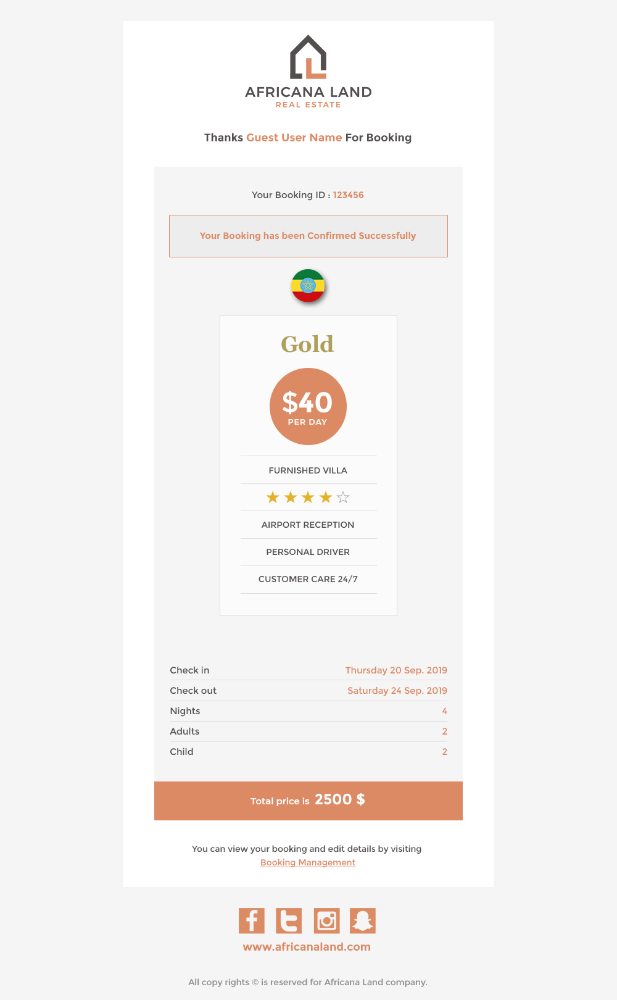 AFRICANA LAND
REAL ESTATE
Thanks Guest User Name For Booking
Your Booking ID : 123456
Your Booking has been Confirmed Successfully
Gold
$40
PER DAY
FURNISHED VILLA
AIRPORT RECEPTION
PERSONAL DRIVER
CUSTOMER CARE 24/7
Check in Thursday 20 Sep. 2019
Check out Saturday 24 Sep. 2019
Nights 4
Adults 2
Child 2
Total price is 2500 $
You can view your booking and edit details by visiting
Booking Management
www.africanaland.com
All copy rights © is reserved for Africana Land company.